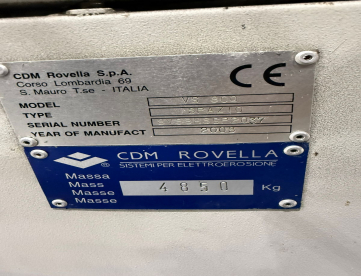 CDM Rovella S.p.A.
Corso Lombardia 69
S. Mauro T.se - ITALIA
CE
MODEL
TYPE
SERIAL NUMBER
YEAR OF MANUFACT
CDM ROVELLA
SISTEMI PER ELETTROEROSIONE
Massa
Mass
Masse
Masse
4850 Kg